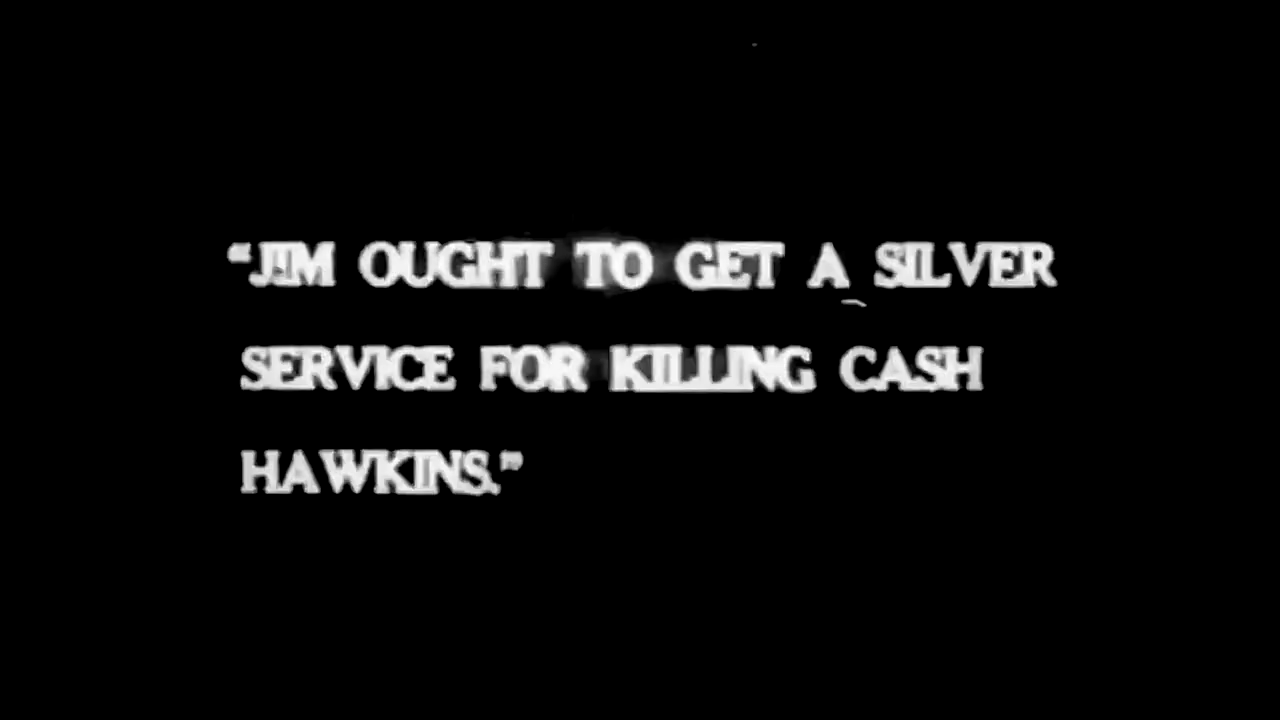 “JIM OUGHT TO GET A SILVER
SERVICE FOR KILLING CASH
HAWKINS.”